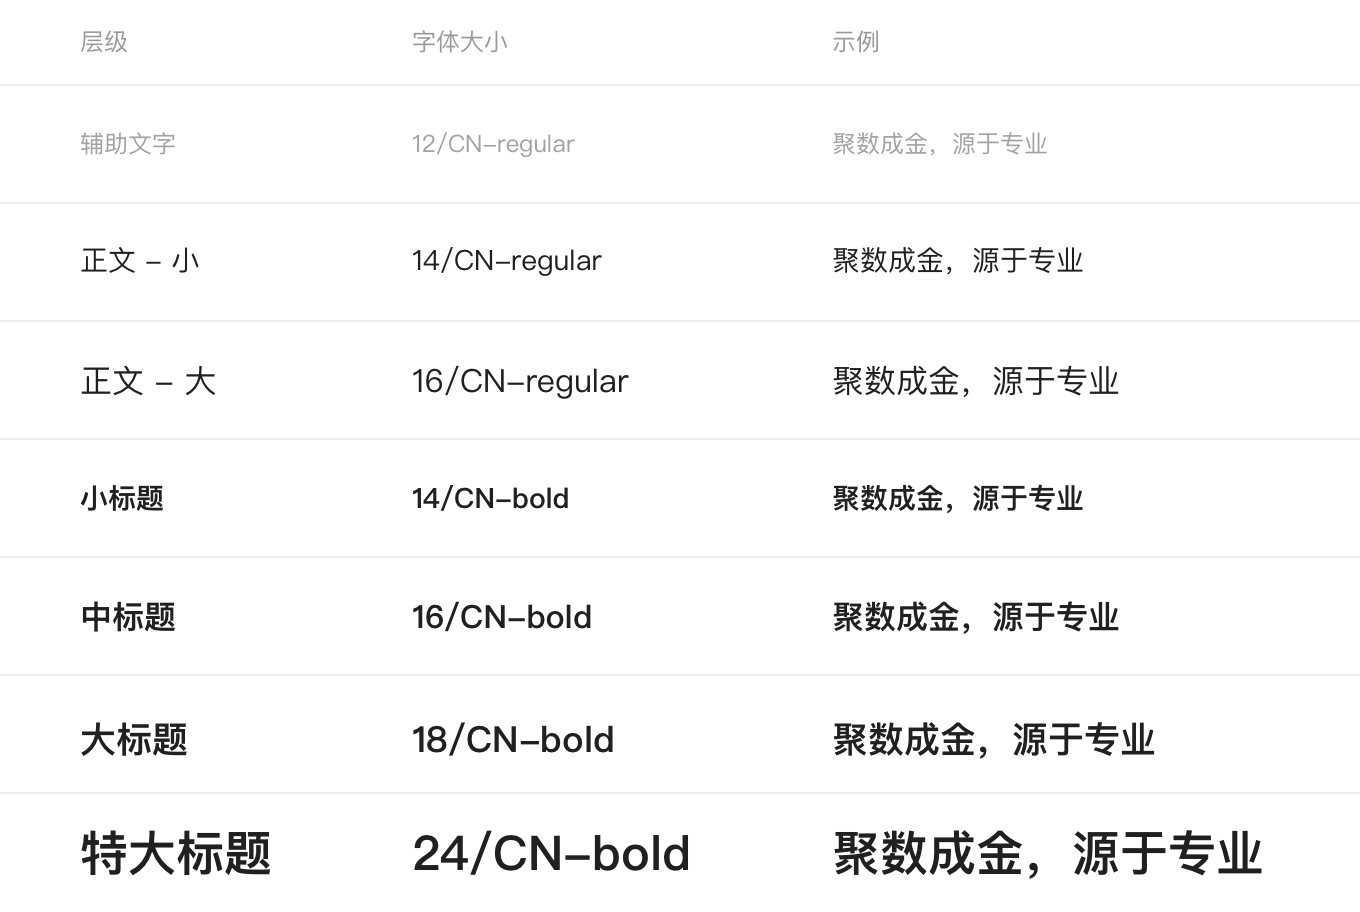 层级 字体大小 示例
辅助文字 12/CN–regular 聚数成金，源于专业
正文 – 小 14/CN–regular 聚数成金，源于专业
正文 – 大 16/CN–regular 聚数成金，源于专业
小标题 14/CN–bold 聚数成金，源于专业
中标题 16/CN–bold 聚数成金，源于专业
大标题 18/CN–bold 聚数成金，源于专业
特大标题 24/CN–bold 聚数成金，源于专业